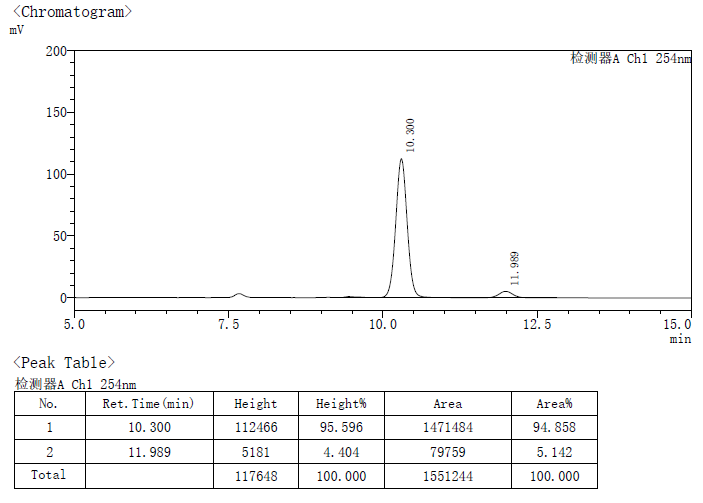 <Chromatogram>
mV
检测器A Ch1 254nm
200
150
100
50
0
10.300
11.989
5.0 7.5 10.0 12.5 15.0
min
<Peak Table>
检测器A Ch1 254nm
No. Ret.Time(min) Height Height% Area Area%
1 10.300 112466 95.596 1471484 94.858
2 11.989 5181 4.404 79759 5.142
Total 117648 100.000 1551244 100.000